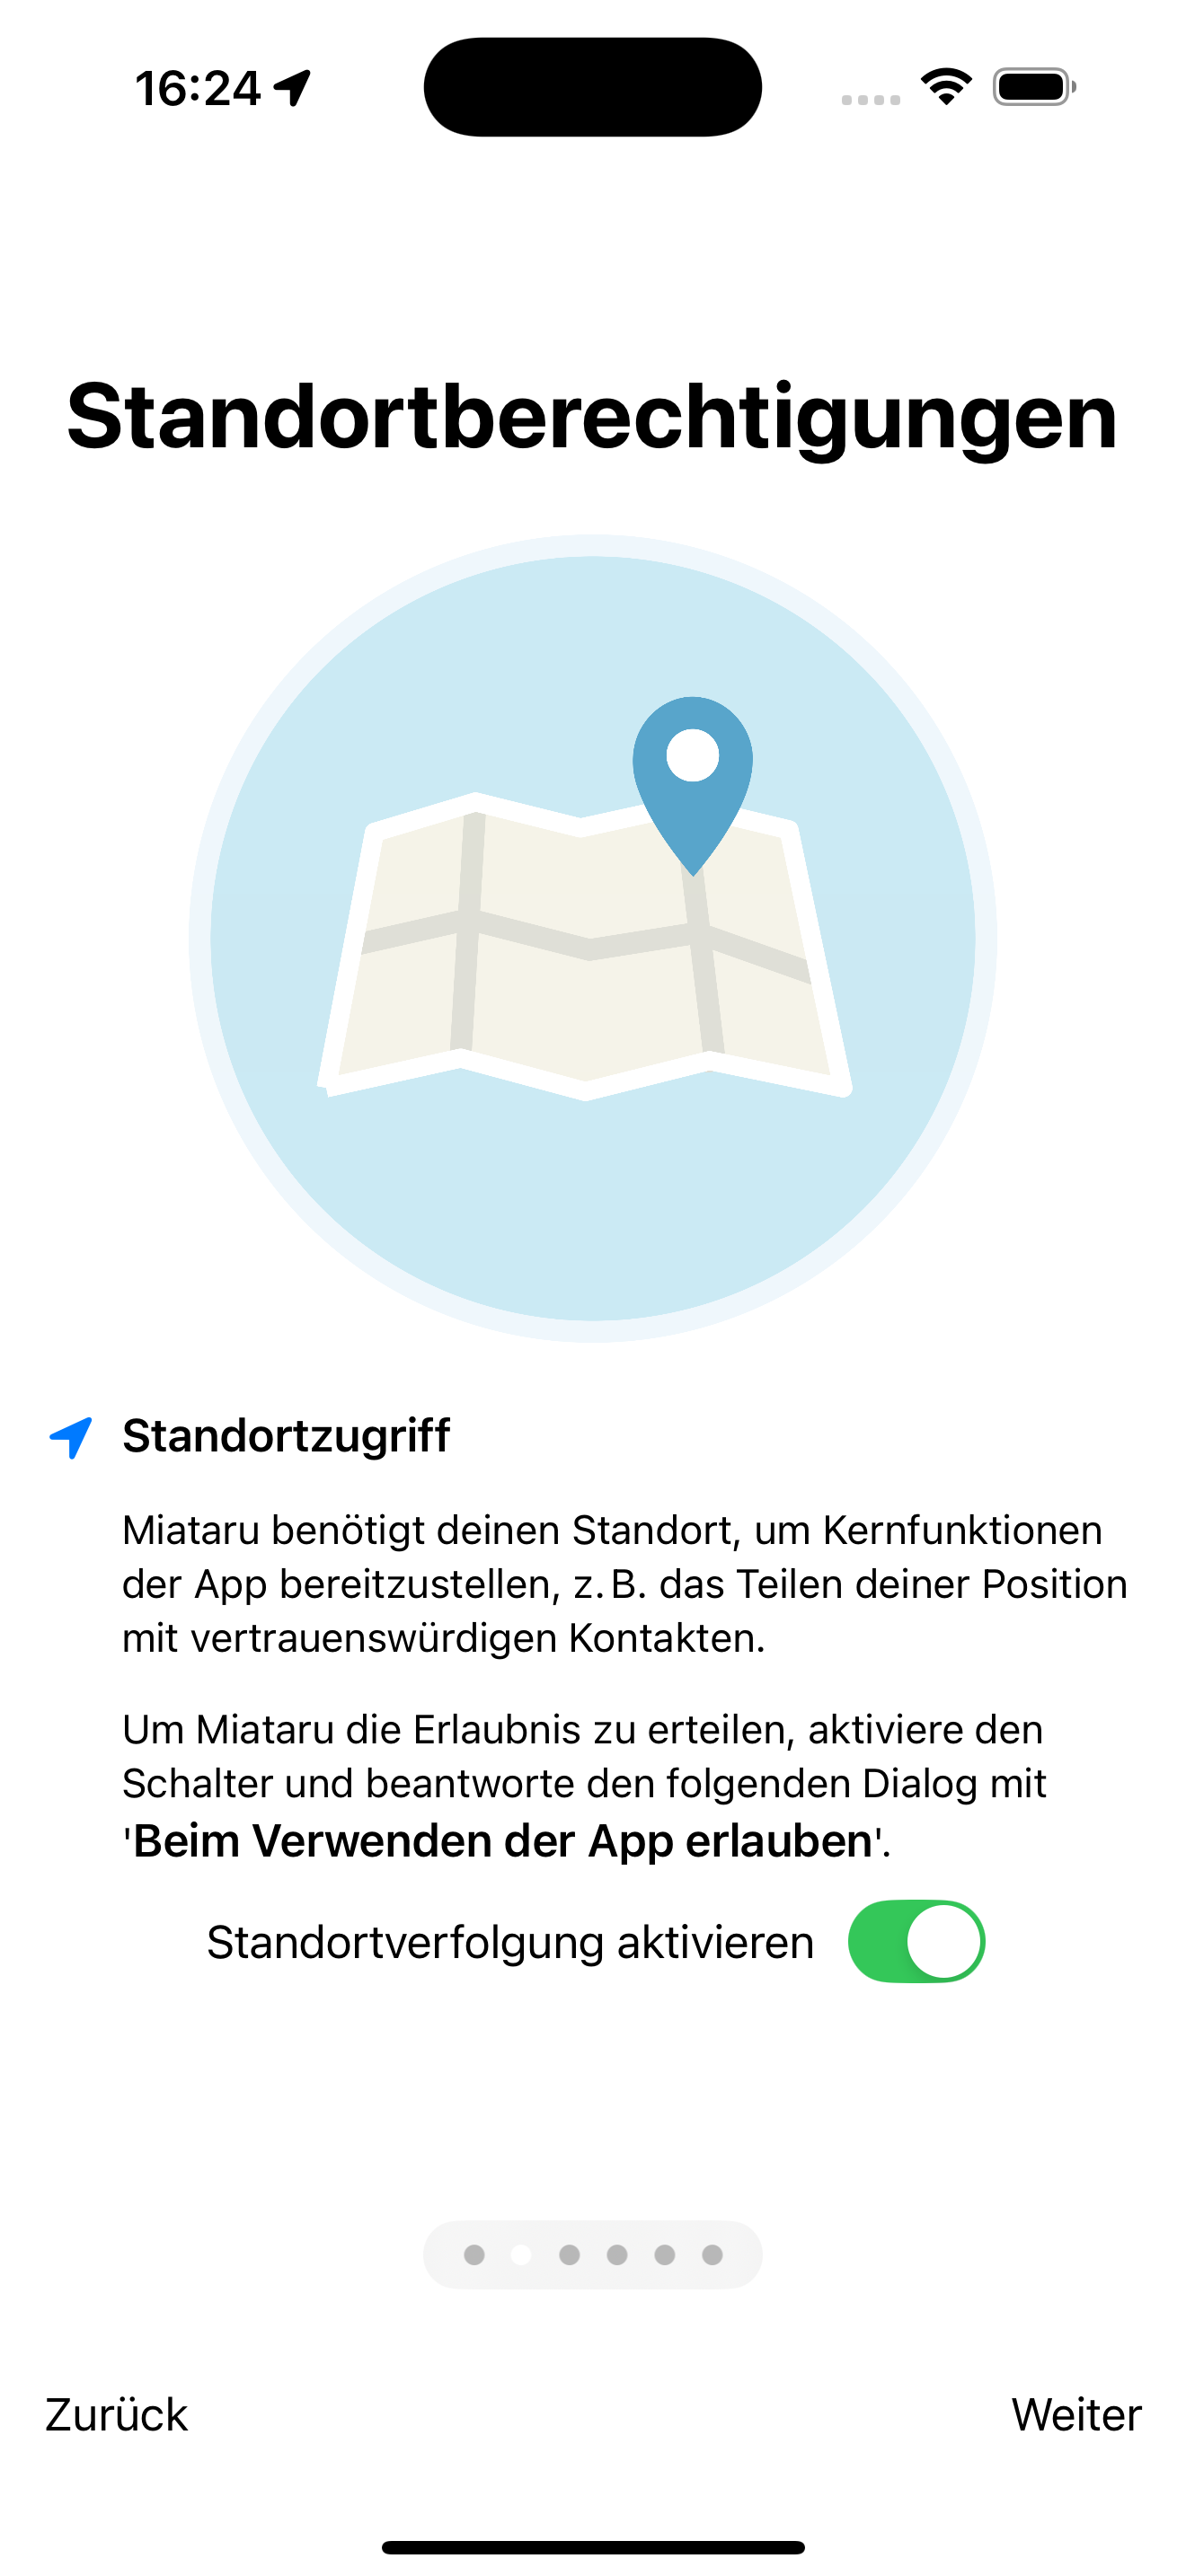 16:24
Standortberechtigungen
Standortzugriff
Miataru benötigt deinen Standort, um Kernfunktionen
der App bereitzustellen, z. B. das Teilen deiner Position
mit vertrauenswürdigen Kontakten.
Um Miataru die Erlaubnis zu erteilen, aktiviere den
Schalter und beantworte den folgenden Dialog mit
'Beim Verwenden der App erlauben'.
Standortverfolgung aktivieren
Zurück
Weiter